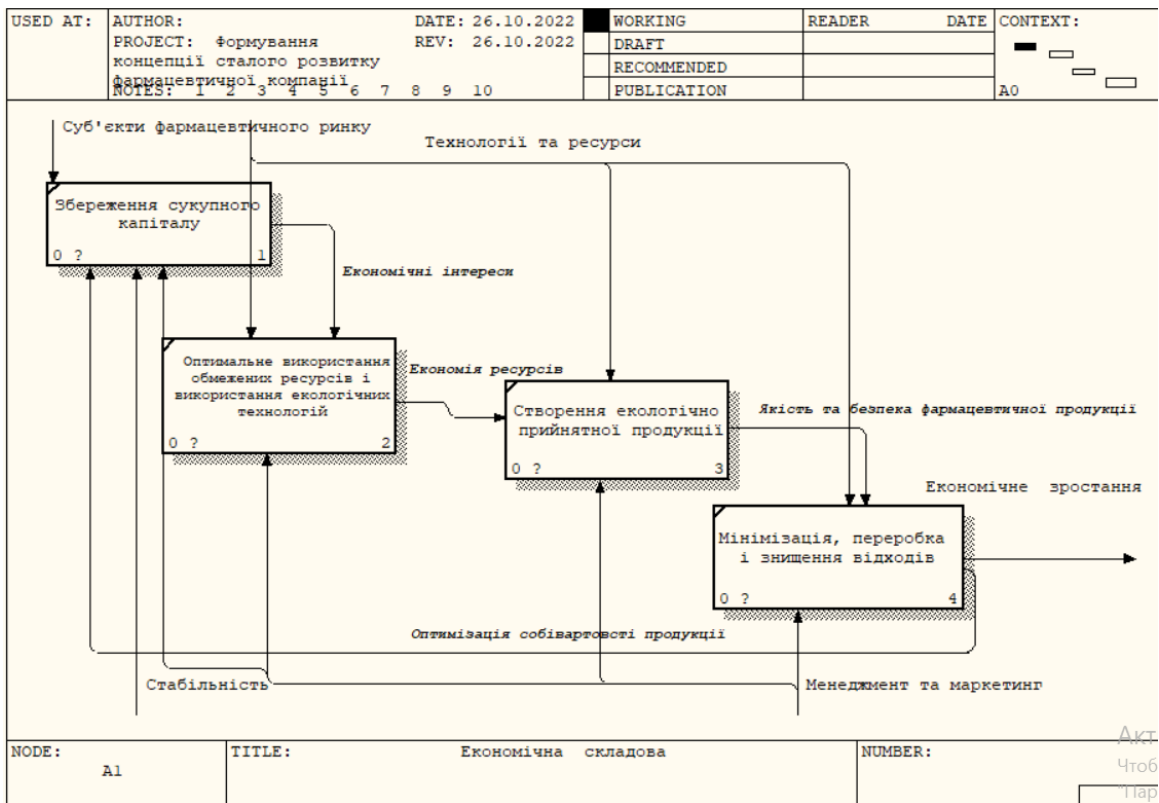 USED AT:
AUTHOR:
DATE: 26.10.2022
PROJECT: Формування
концепції сталого розвитку
фармацевтичної компанії
REV: 26.10.2022
NOTES: 1 2 3 4 5 6 7 8 9 10
WORKING
DRAFT
RECOMMENDED
PUBLICATION
READER DATE
CONTEXT:
A0
Суб'єкти фармацевтичного ринку
Технології та ресурси
Збереження сукупного
капіталу
0 ? 1
Економічні інтереси
Оптимальне використання
обмежених ресурсів і
використання екологічних
технологій
0 ? 2
Економія ресурсів
Створення екологічно
прийнятної продукції
0 ? 3
Якість та безпека фармацевтичної продукції
Економічне зростання
Мінімізація, переробка
і знищення відходів
0 ? 4
Оптимізація собівартості продукції
Стабільність
Менеджмент та маркетинг
NODE:
A1
TITLE:
Економічна складова
NUMBER:
Акт
Чтоб
"Пар